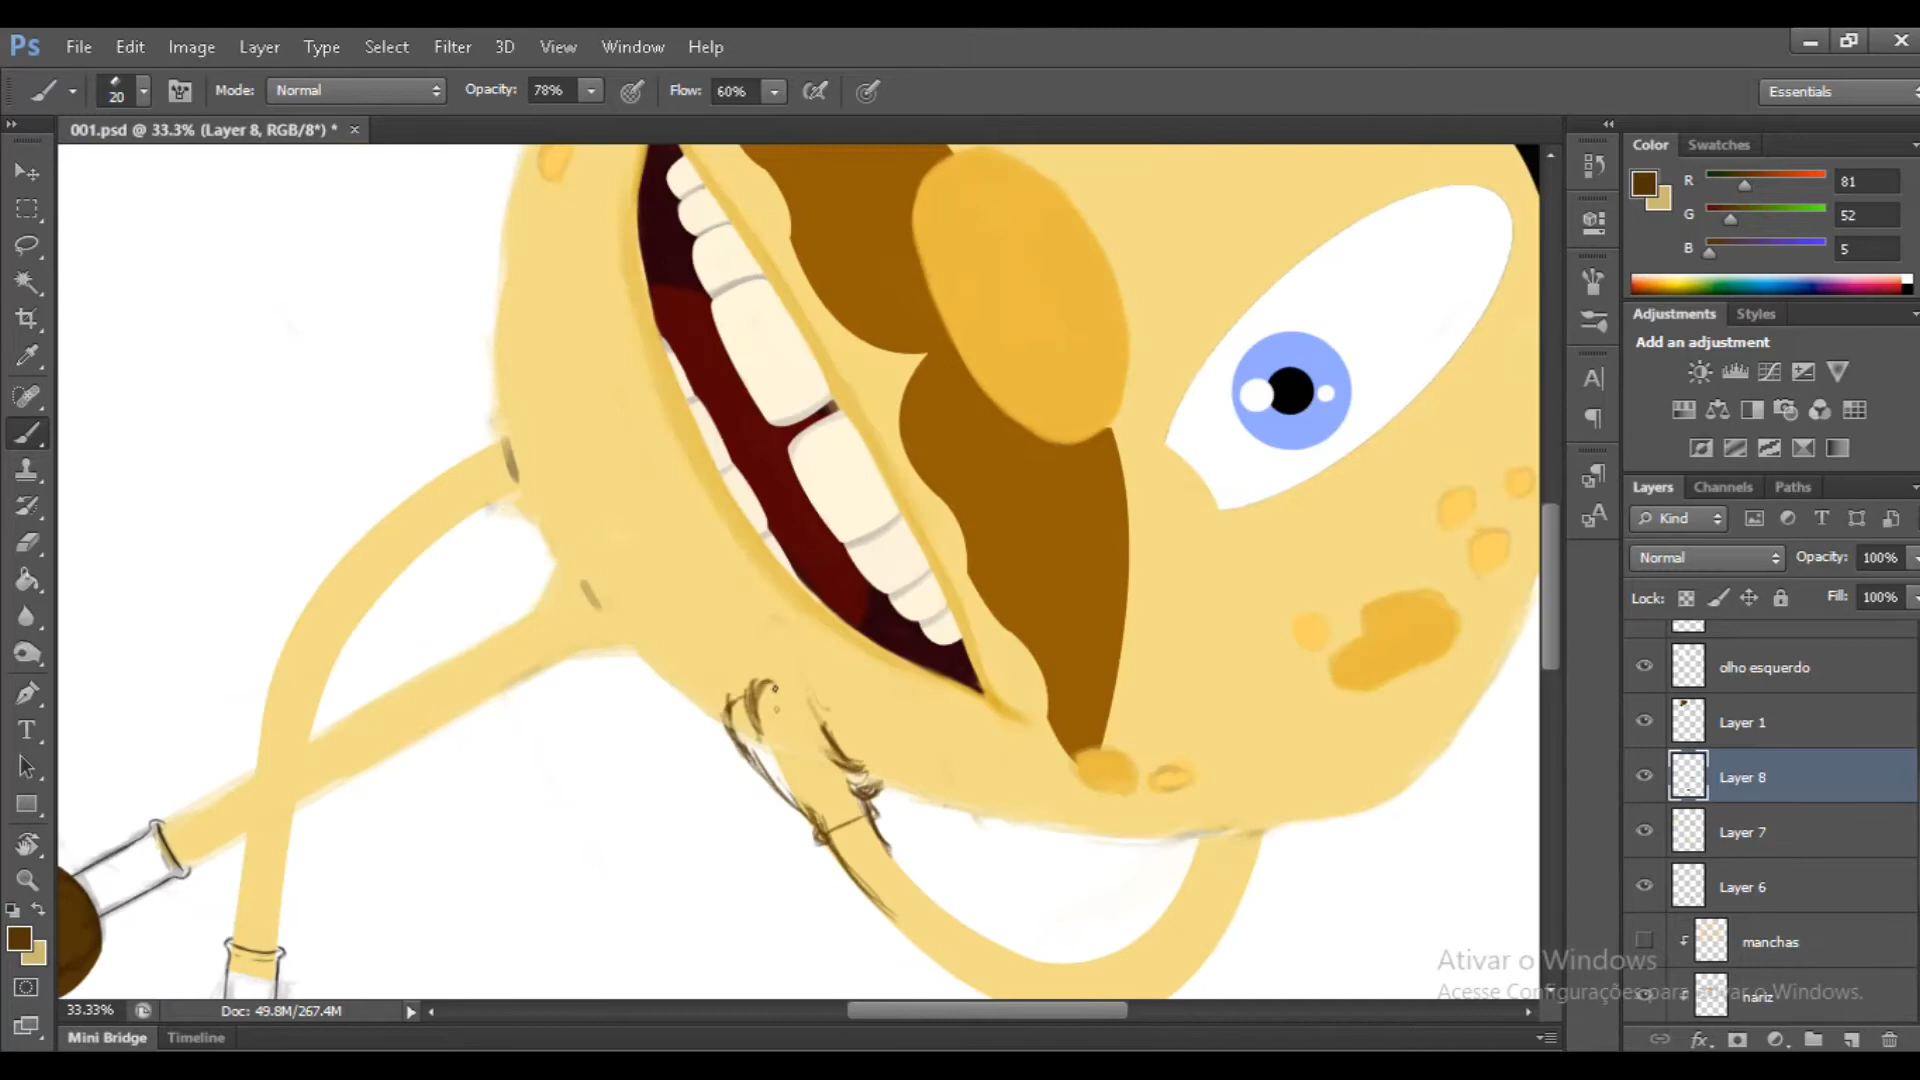 Ps File Edit Image Layer Type Select Filter 3D View Window Help
20 Mode: Normal Opacity: 78% Flow: 60% Essentials
001.psd @ 33.3% (Layer 8, RGB/8*) * ×
Color Swatches
R 81
G 52
B 5
Adjustments Styles
Add an adjustment
Layers Channels Paths
Kind
Normal Opacity: 100%
Lock: Fill: 100%
olho esquerdo
Layer 1
Layer 8
Layer 7
Layer 6
manchas
nariz
Ativar o Windows
Acesse Configurações para ativar o Windows.
33.33% Doc: 49.8M/267.4M
Mini Bridge Timeline